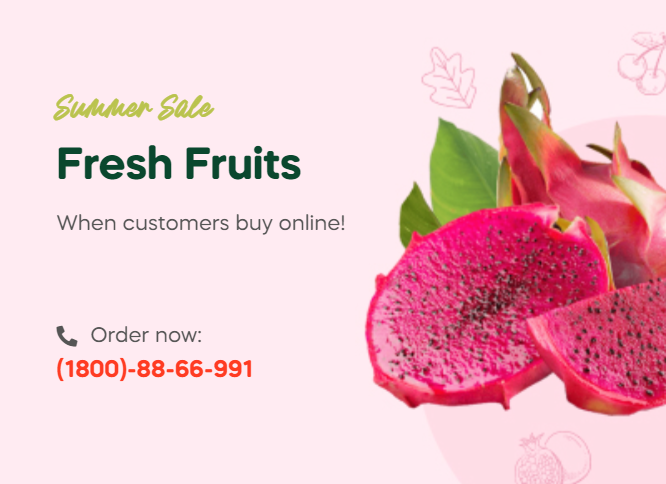 Summer Sale
Fresh Fruits
When customers buy online!
Order now:
(1800)-88-66-991